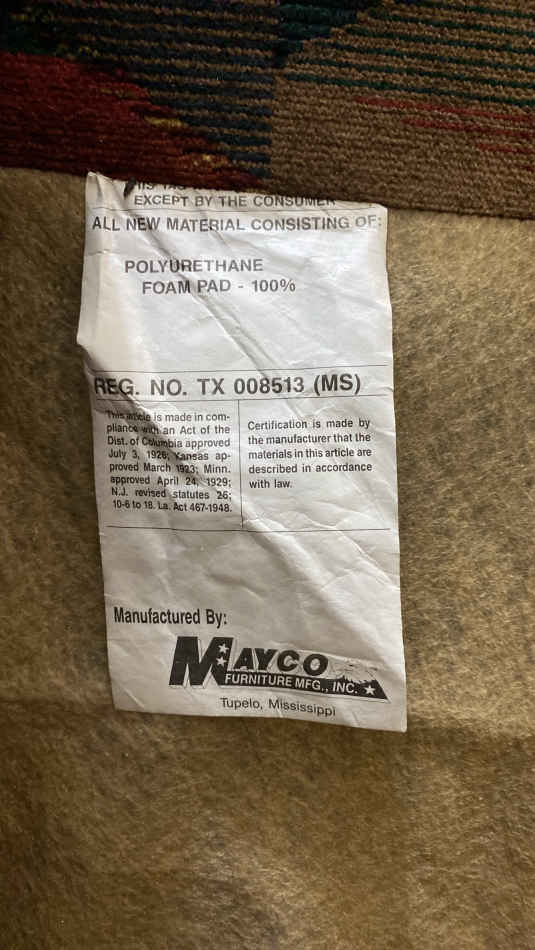 EXCEPT BY THE CONSUMER
ALL NEW MATERIAL CONSISTING OF:
POLYURETHANE
FOAM PAD - 100%
REG. NO. TX 008513 (MS)
This article is made in com-
pliance with an Act of the
Dist. of Columbia approved
July 3, 1926; Kansas ap-
proved March 1923; Minn.
approved April 24, 1929;
N.J. revised statutes 26;
10-6 to 18. La. Act 467-1948.
Certification is made by
the manufacturer that the
materials in this article are
described in accordance
with law.
Manufactured By:
MAYCO
FURNITURE MFG., INC.
Tupelo, Mississippi